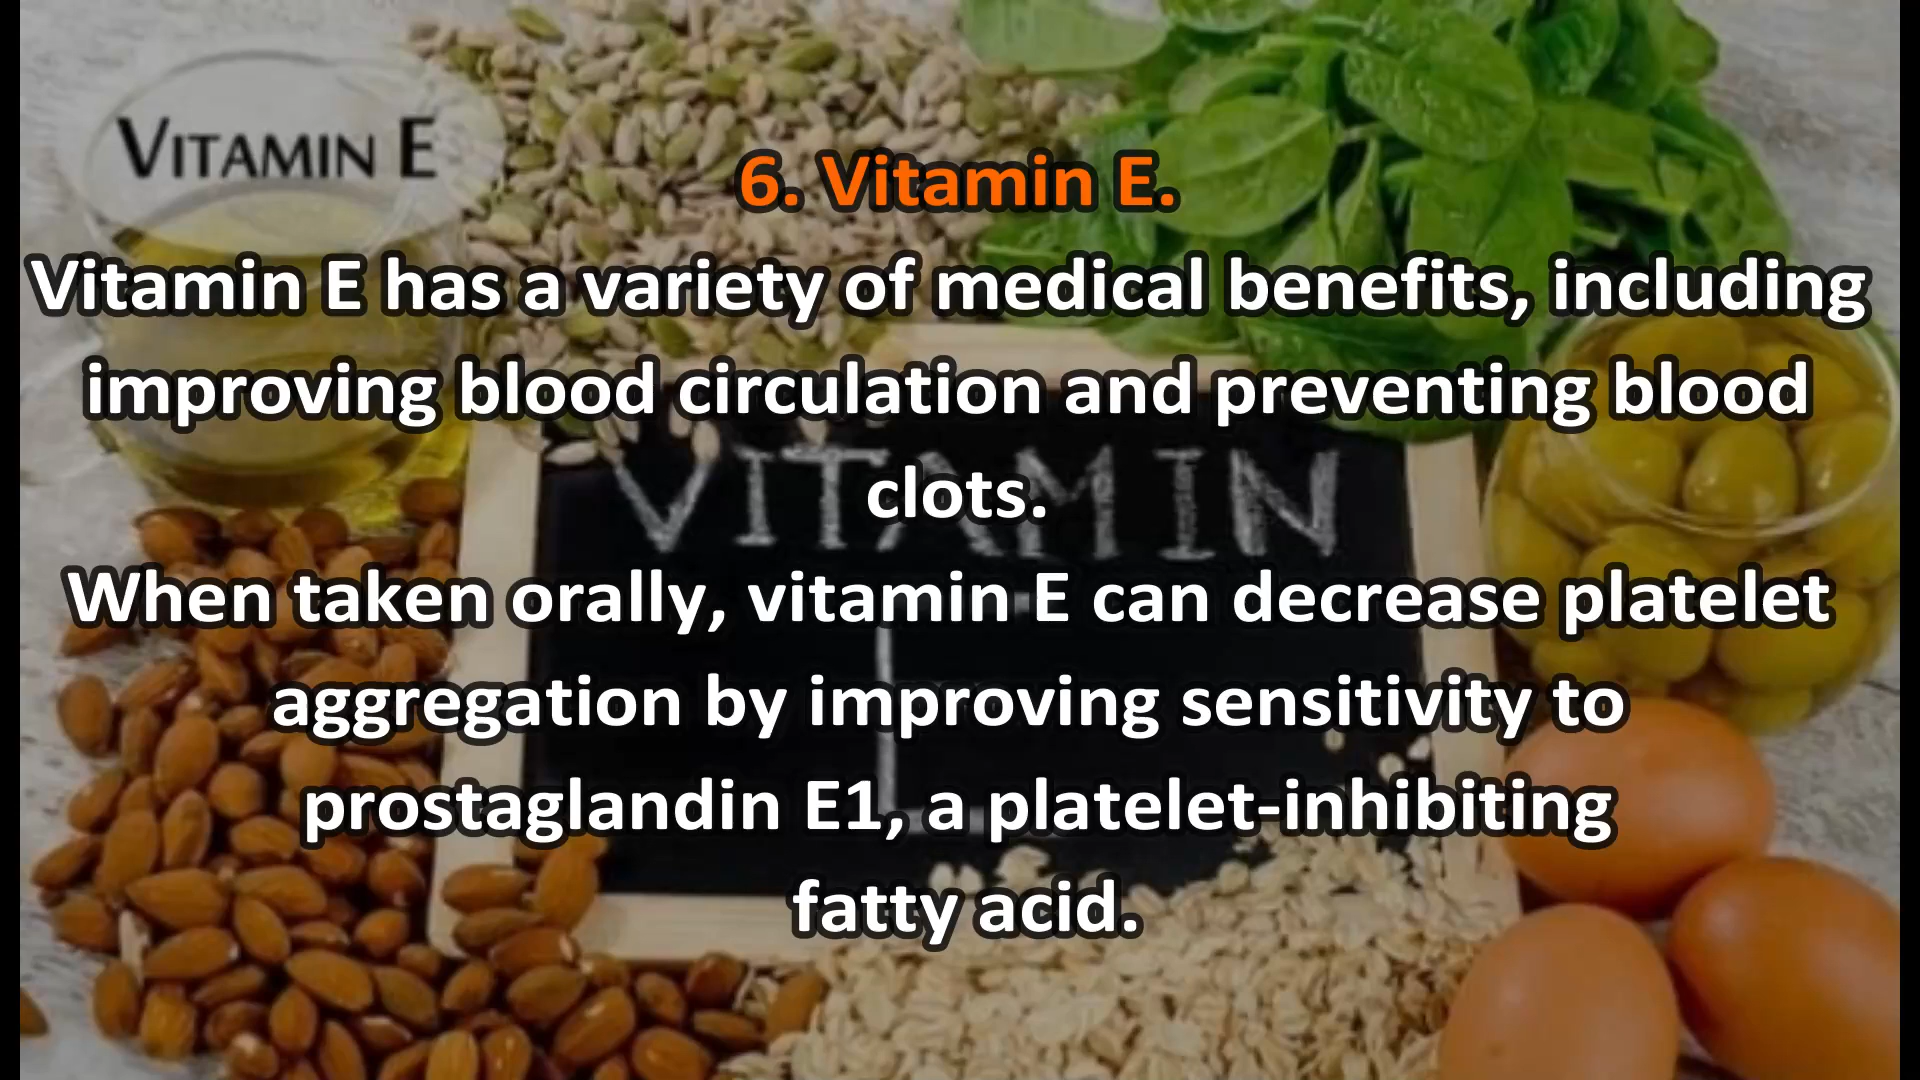 VITAMIN E
6. Vitamin E.
Vitamin E has a variety of medical benefits, including
improving blood circulation and preventing blood
clots.
VITAMIN
E
When taken orally, vitamin E can decrease platelet
aggregation by improving sensitivity to
prostaglandin E1, a platelet-inhibiting
fatty acid.